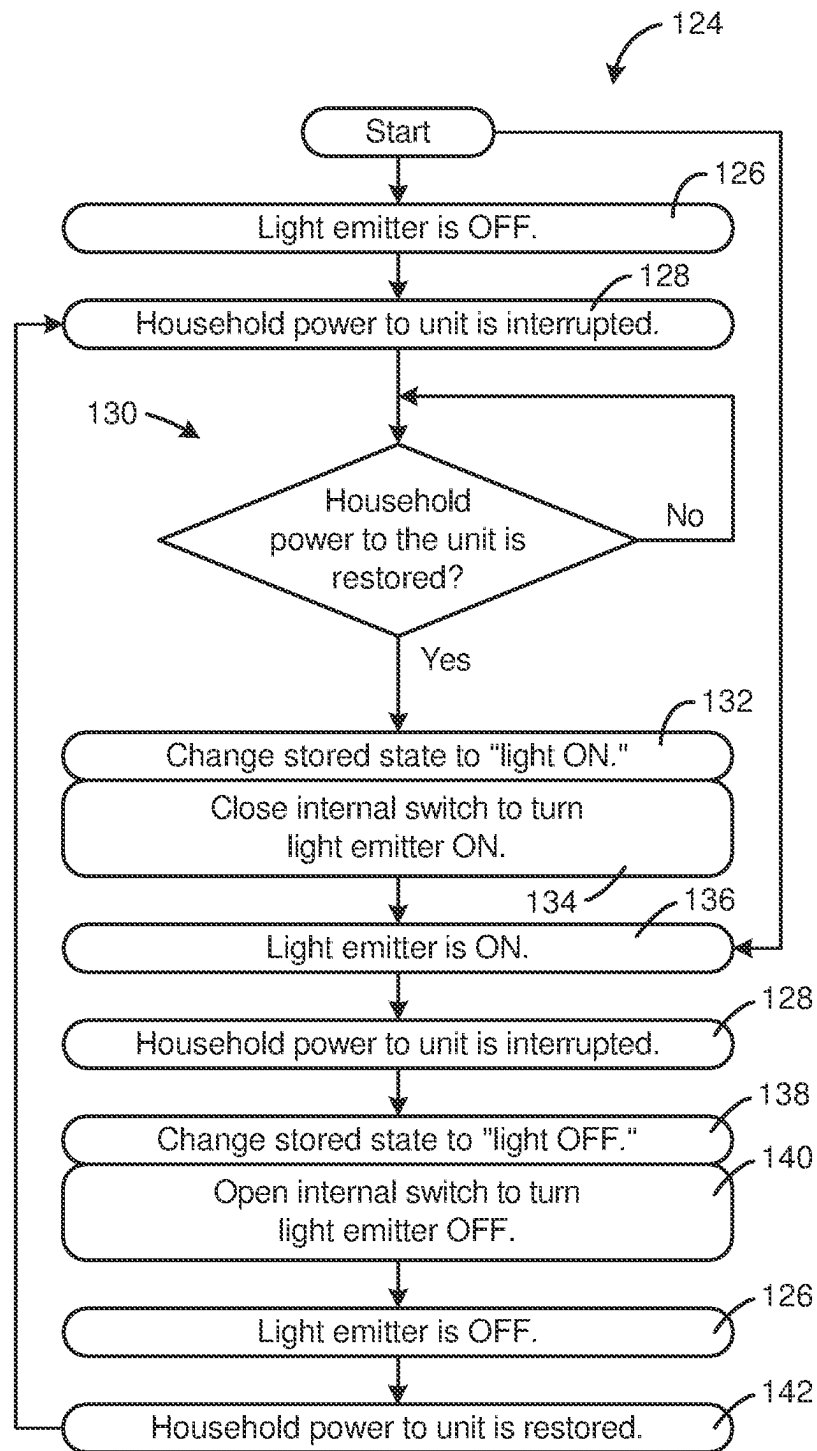 124
Start
126
Light emitter is OFF.
128
Household power to unit is interrupted.
130
Household
power to the unit is
restored?
No
Yes
132
Change stored state to "light ON."
Close internal switch to turn
light emitter ON.
134
136
Light emitter is ON.
128
Household power to unit is interrupted.
138
Change stored state to "light OFF."
140
Open internal switch to turn
light emitter OFF.
126
Light emitter is OFF.
142
Household power to unit is restored.